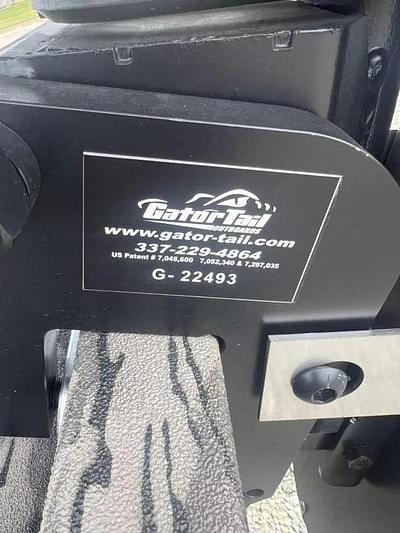 Gator Tail
OUTBOARDS
www.gator-tail.com
337-229-4864
US Patent # 7,048,600 7,052,340 & 7,297,035
G- 22493